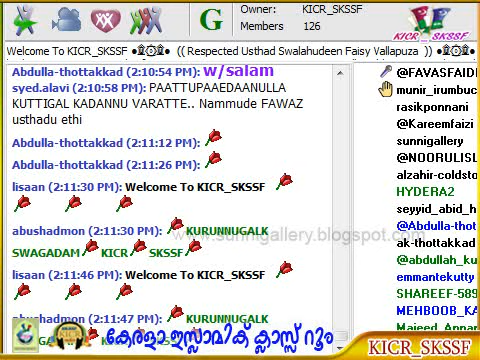 G
Owner: KICR_SKSSF
Members 126
KICR_SKSSF
Welcome To KICR_SKSSF ●۩۞۩● (( Respected Usthad Swalahudeen Faisy Vallapuza )) ●۩۞۩●
Abdulla-thottakkad (2:10:54 PM): w/salam
syed.alavi (2:10:58 PM): PAATTUPAAEDAANULLA
KUTTIGAL KADANNU VARATTE.. Nammude FAWAZ
usthadu ethi
Abdulla-thottakkad (2:11:12 PM):
Abdulla-thottakkad (2:11:26 PM):
lisaan (2:11:30 PM): Welcome To KICR_SKSSF
abushadmon (2:11:30 PM): KURUNNUGALK
SWAGADAM KICR SKSSF
lisaan (2:11:46 PM): Welcome To KICR_SKSSF
abushadmon (2:11:47 PM): KURUNNUGALK
@FAVASFAIDI
munir_irumbuc
rasikponnani
@Kareemfaizi
sunnigallery
@NOORULISL
alzahir-coldsto
HYDERA2
seyyid_abid_h
@Abdulla-thot
ak-thottakkad
@abdullah_ku
emmantekutty
SHAREEF-589
MEHBOOB_KA
Majeed_Appan
www.sunnigallery.blogspot.com
കേരളാ ഇസ്ലാമിക് ക്ലാസ്സ് റൂം
KICR_SKSSF